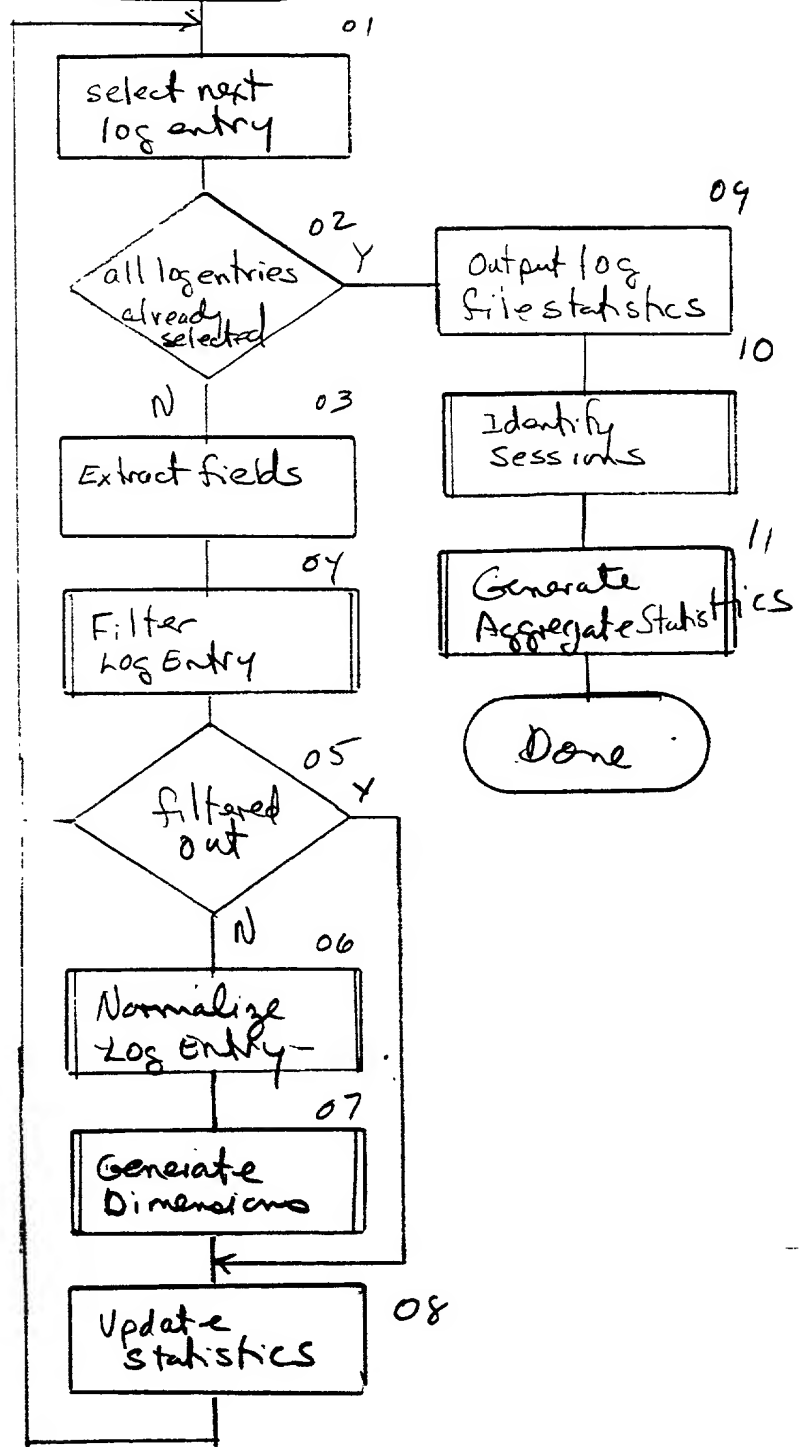 01
select next
log entry
02
all log entries
already
selected
Y
N
03
Extract fields
04
Filter
Log Entry
05
filtered
out
Y
N
06
Normalize
Log Entry
07
Generate
Dimensions
08
Update
Statistics
09
Output log
file statistics
10
Identify
Sessions
11
Generate
Aggregate Statistics
Done